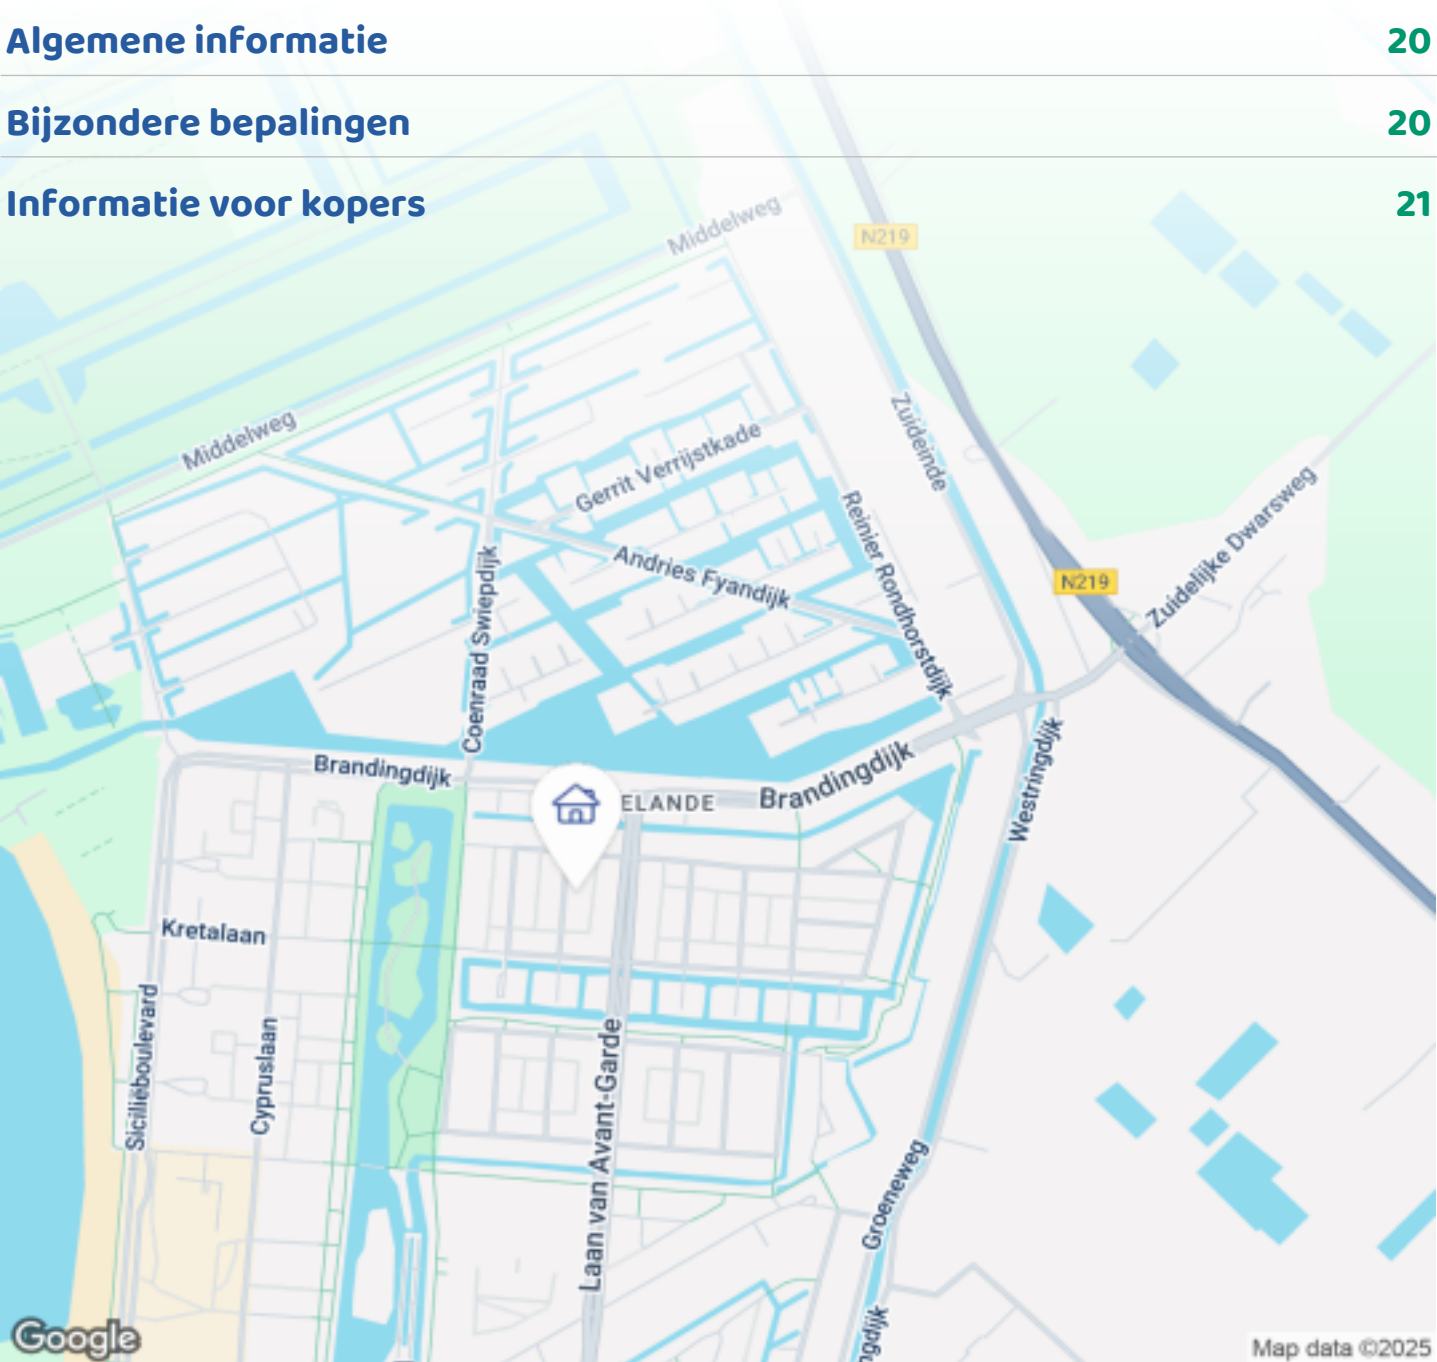 Algemene informatie 20
Bijzondere bepalingen 20
Informatie voor kopers 21
Middelweg
N219
Middelweg
Gerrit Verrijstkade
Zuideinde
Andries Fyandijk
Reinier Rondhorstdijk
N219
Zuidelijke Dwarsweg
Coenraad Swiepdijk
Brandingdijk
ELANDE
Brandingdijk
Westringdijk
Kretalaan
Siciliëboulevard
Cypruslaan
Laan van Avant-Garde
Groeneweg
ngdijk
Google
Map data ©2025